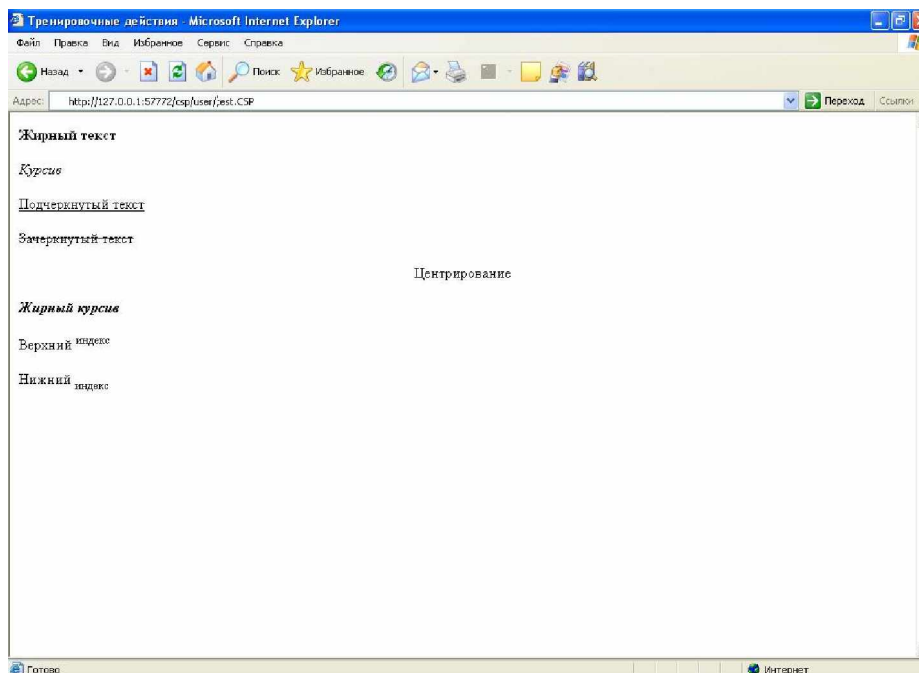 Тренировочные действия - Microsoft Internet Explorer
Файл Правка Вид Избранное Сервис Справка
Назад Поиск Избранное
Адрес: http://127.0.0.1:57772/csp/user/;est.CSP Переход Ссылки
Жирный текст
Курсив
Подчеркнутый текст
Зачеркнутый текст
Центрирование
Жирный курсив
Верхний индекс
Нижний индекс
Готово Интернет